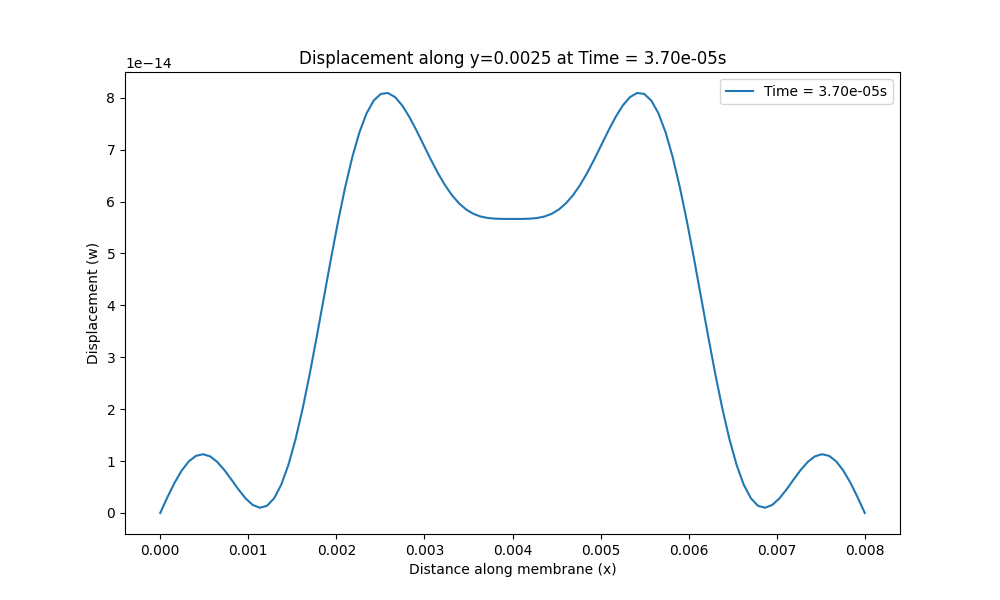 Displacement along y=0.0025 at Time = 3.70e-05s
1e−14
Time = 3.70e-05s
8
7
6
5
4
3
2
1
0
Displacement (w)
0.000 0.001 0.002 0.003 0.004 0.005 0.006 0.007 0.008
Distance along membrane (x)